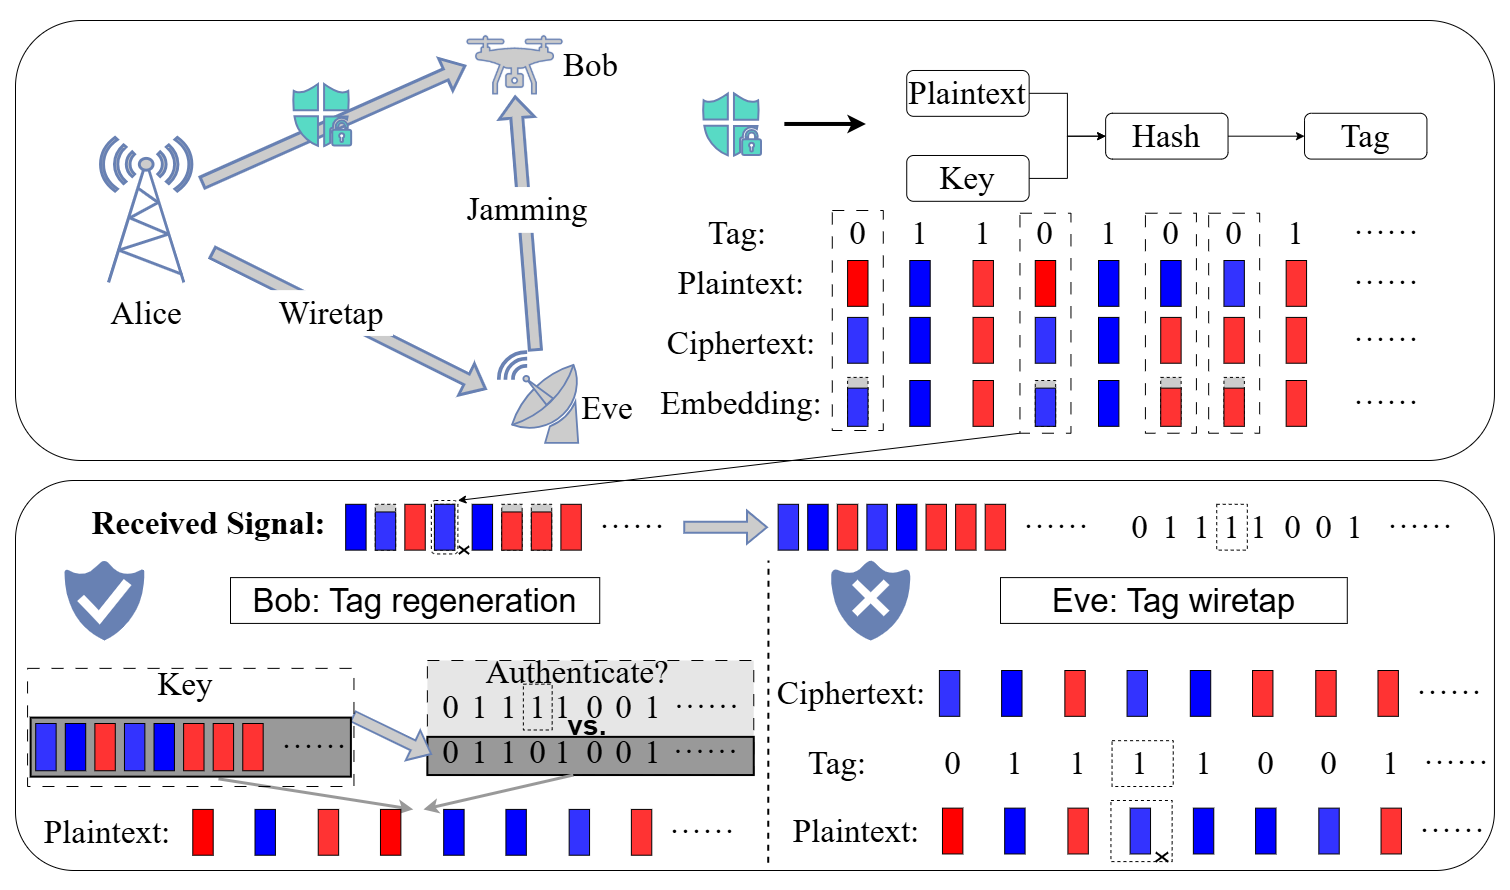 Bob
Plaintext
Hash
Tag
Key
Jamming
Tag: 0 1 1 0 1 0 0 1 ······
Plaintext: ······
Alice
Wiretap
Ciphertext: ······
Eve
Embedding: ······
Received Signal: ······ 0 1 1 1 1 0 0 1 ······
Bob: Tag regeneration
Eve: Tag wiretap
Key
······
Authenticate?
0 1 1 1 1 0 0 1 ······
vs.
0 1 1 0 1 0 0 1 ······
Plaintext: ······
Ciphertext: ······
Tag: 0 1 1 1 1 0 0 1 ······
Plaintext: ······